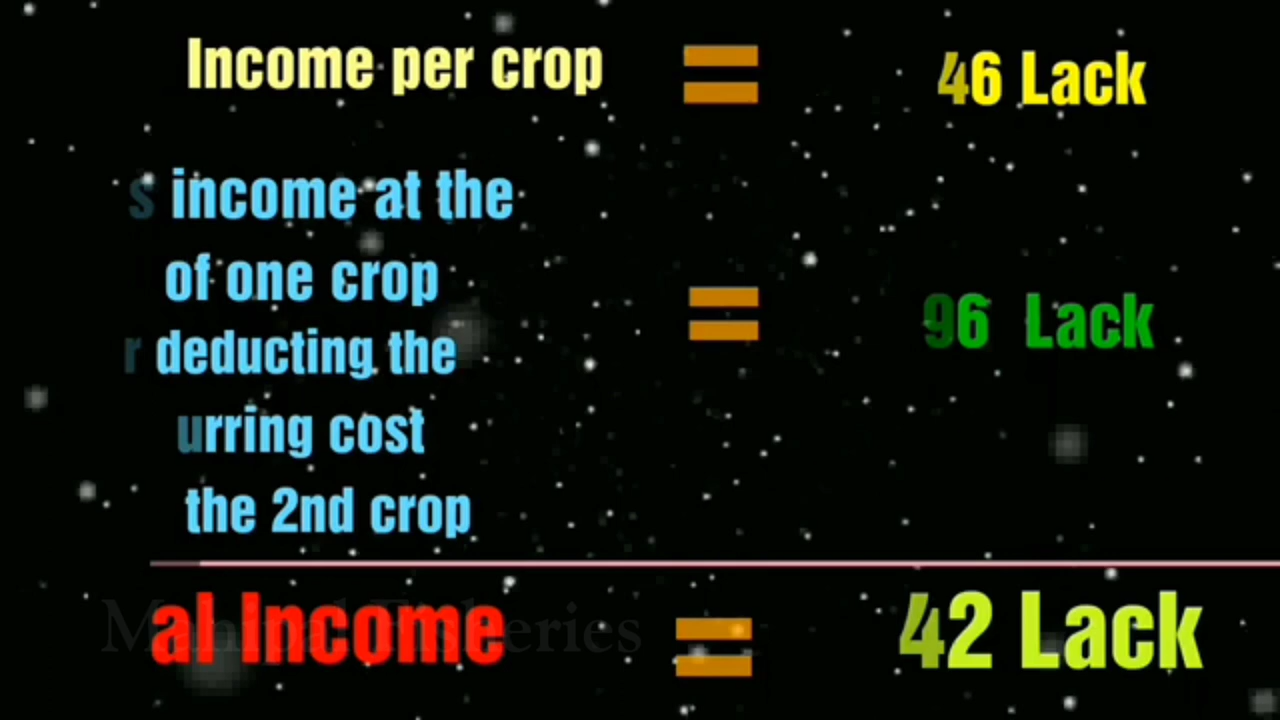 Income per crop = 46 Lack
s income at the
of one crop
r deducting the = 96 Lack
urring cost
the 2nd crop
al Income = 42 Lack